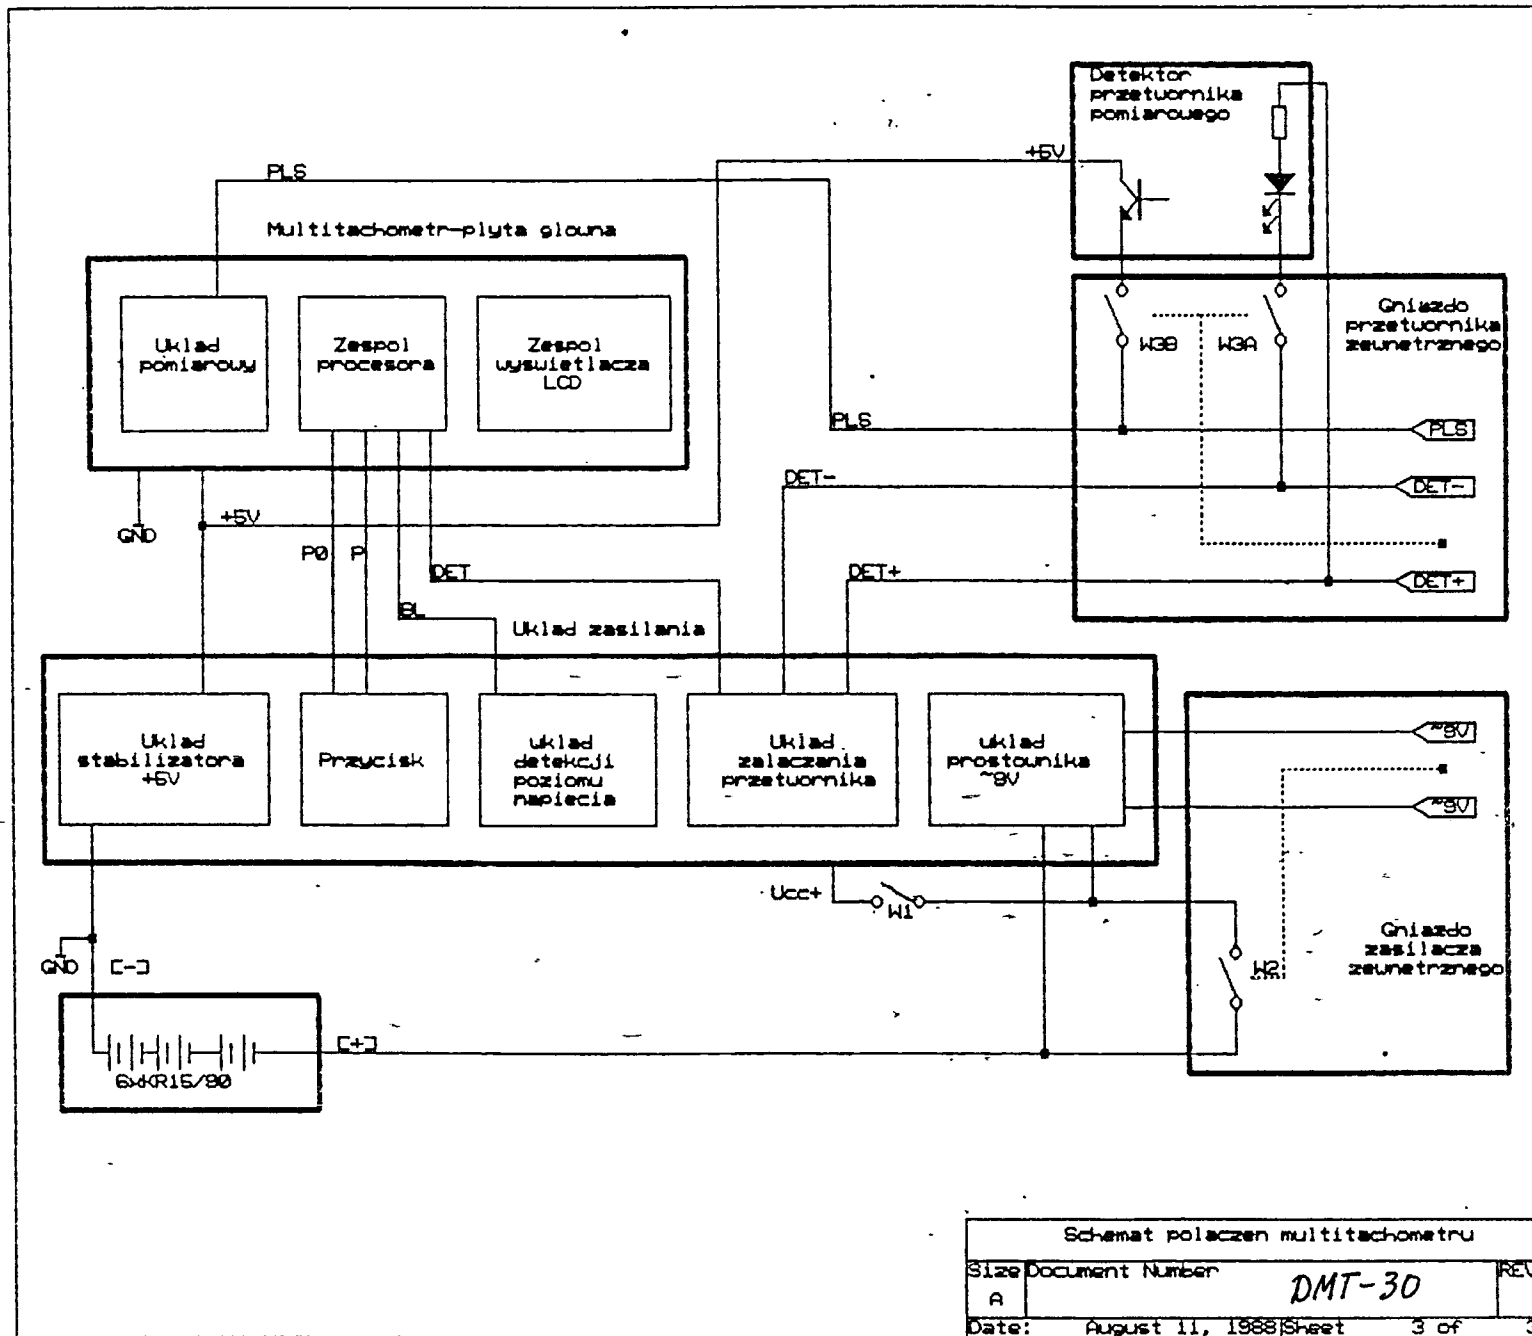 Detektor
przetwornika
pomiarowego
+5V
PLS
Multitachometr-plyta glowna
Uklad
pomiarowy
Zespol
procesora
Zespol
wyswietlacza
LCD
Gniazdo
przetwornika
zewnetrznego
W3B
W3A
PLS
PLS
DET-
DET-
+5V
GND
P0
P
DET
DET+
DET+
BL
Uklad zasilania
Uklad
stabilizatora
+5V
Przycisk
uklad
detekcji
poziomu
napiecia
Uklad
zalaczania
przetwornika
uklad
prostownika
~9V
~9V
~9V
Ucc+
W1
GND
[-]
W2
Gniazdo
zasilacza
zewnetrznego
[+]
6xKR15/90
Schemat polaczen multitachometru
Size
Document Number
REV
A
DMT-30
Date:
August 11, 1988
Sheet
3 of